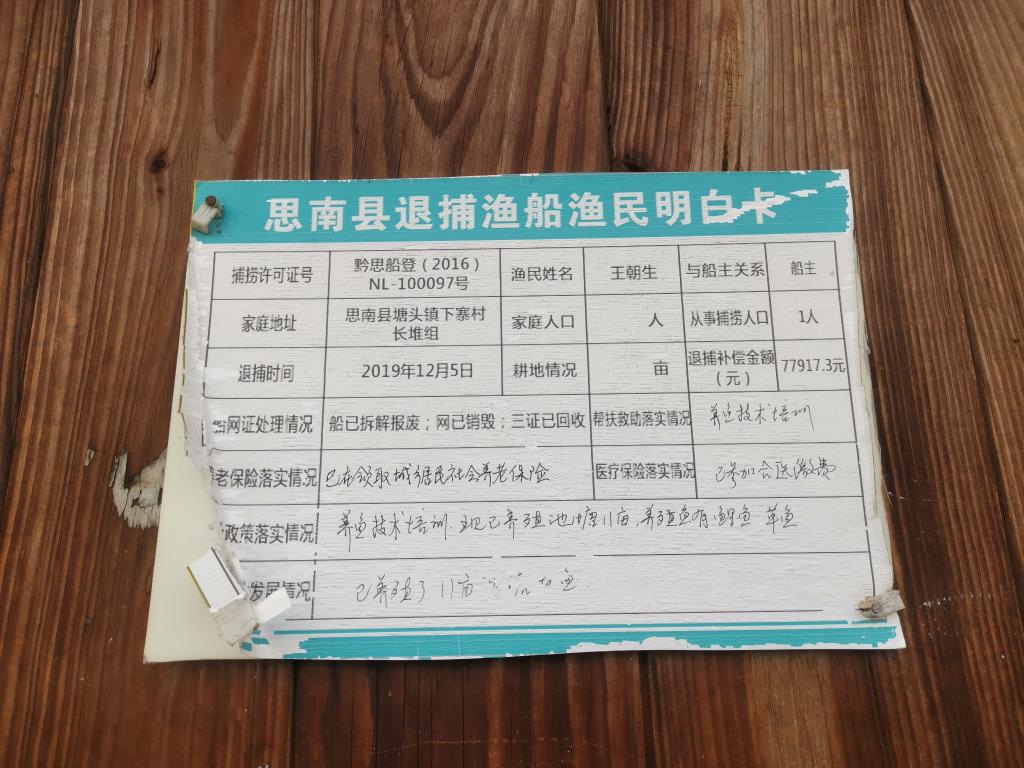 思南县退捕渔船渔民明白卡
捕捞许可证号 黔思船登（2016）NL-100097号 渔民姓名 王朝生 与船主关系 船主
家庭地址 思南县塘头镇下寨村长堆组 家庭人口 人 从事捕捞人口 1人
退捕时间 2019年12月5日 耕地情况 亩 退捕补偿金额（元） 77917.3元
网证处理情况 船已拆解报废；网已销毁；三证已回收 帮扶救助落实情况 养鱼技术培训
老保险落实情况 已在领取城乡居民社会养老保险 医疗保险落实情况 已参加合医缴费
政策落实情况 养鱼技术培训.现已养殖池塘11亩,养殖鱼有鲤鱼 草鱼
发展情况 已养殖了11亩 鱼.